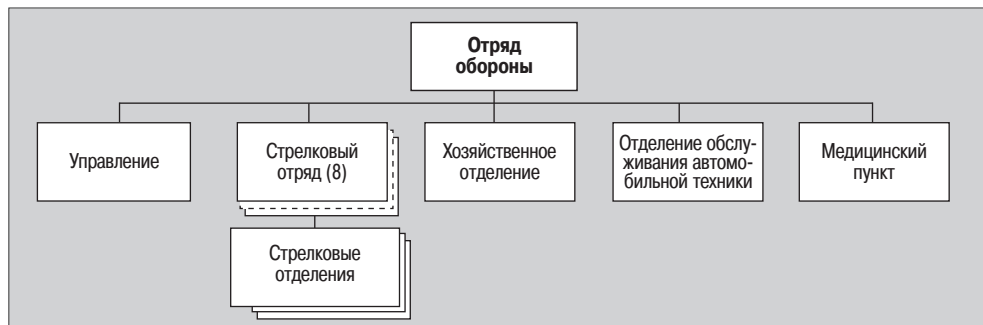 Отряд
обороны
Управление
Стрелковый
отряд (8)
Хозяйственное
отделение
Отделение обслу-
живания автомо-
бильной техники
Медицинский
пункт
Стрелковые
отделения